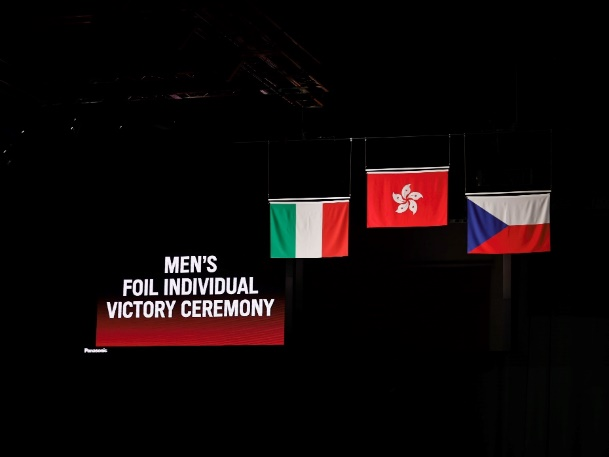 MEN'S
FOIL INDIVIDUAL
VICTORY CEREMONY
Panasonic